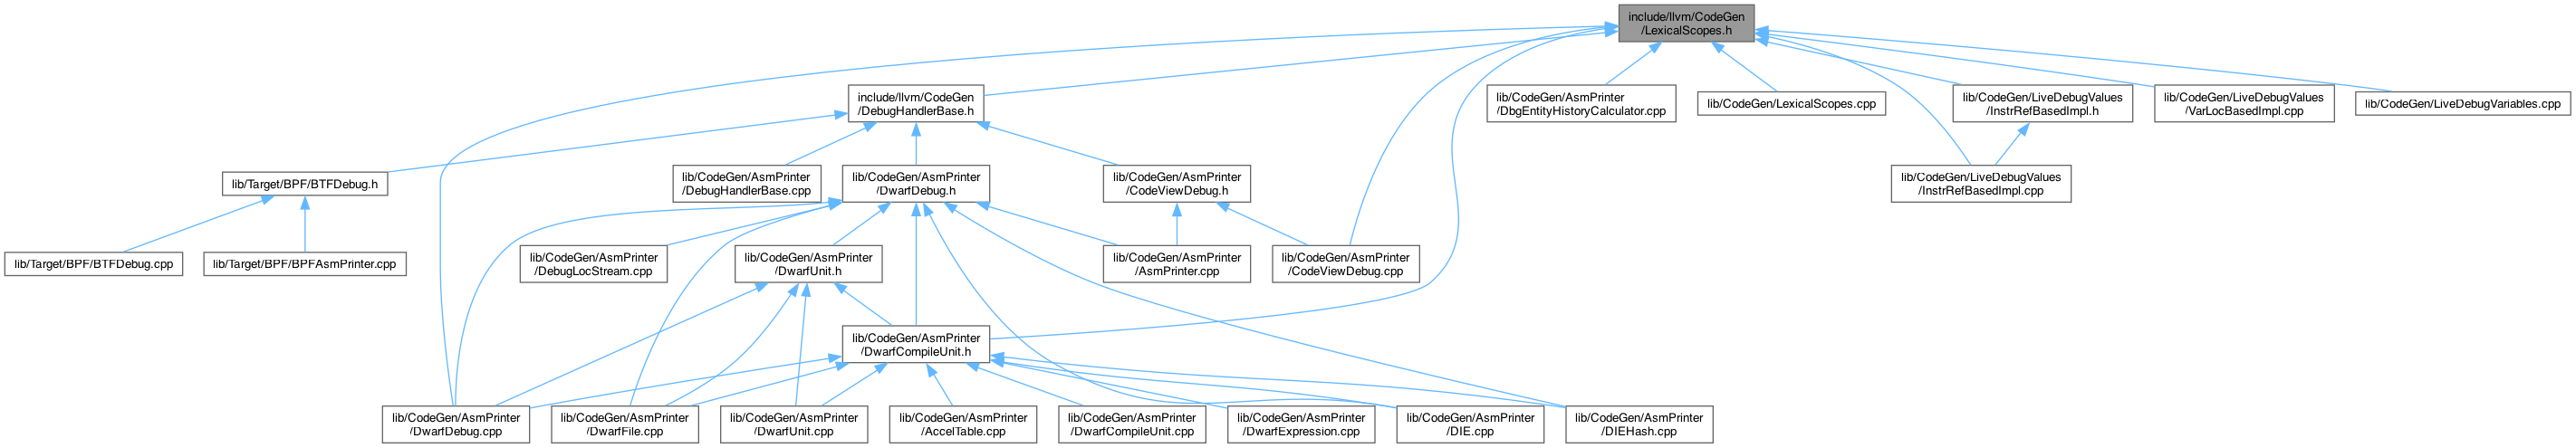 include/llvm/CodeGen
/LexicalScopes.h
include/llvm/CodeGen
/DebugHandlerBase.h
lib/CodeGen/AsmPrinter
/DbgEntityHistoryCalculator.cpp
lib/CodeGen/LexicalScopes.cpp
lib/CodeGen/LiveDebugValues
/InstrRefBasedImpl.h
lib/CodeGen/LiveDebugValues
/VarLocBasedImpl.cpp
lib/CodeGen/LiveDebugVariables.cpp
lib/Target/BPF/BTFDebug.h
lib/CodeGen/AsmPrinter
/DebugHandlerBase.cpp
lib/CodeGen/AsmPrinter
/DwarfDebug.h
lib/CodeGen/AsmPrinter
/CodeViewDebug.h
lib/CodeGen/LiveDebugValues
/InstrRefBasedImpl.cpp
lib/Target/BPF/BTFDebug.cpp
lib/Target/BPF/BPFAsmPrinter.cpp
lib/CodeGen/AsmPrinter
/DebugLocStream.cpp
lib/CodeGen/AsmPrinter
/DwarfUnit.h
lib/CodeGen/AsmPrinter
/AsmPrinter.cpp
lib/CodeGen/AsmPrinter
/CodeViewDebug.cpp
lib/CodeGen/AsmPrinter
/DwarfCompileUnit.h
lib/CodeGen/AsmPrinter
/DwarfDebug.cpp
lib/CodeGen/AsmPrinter
/DwarfFile.cpp
lib/CodeGen/AsmPrinter
/DwarfUnit.cpp
lib/CodeGen/AsmPrinter
/AccelTable.cpp
lib/CodeGen/AsmPrinter
/DwarfCompileUnit.cpp
lib/CodeGen/AsmPrinter
/DwarfExpression.cpp
lib/CodeGen/AsmPrinter
/DIE.cpp
lib/CodeGen/AsmPrinter
/DIEHash.cpp